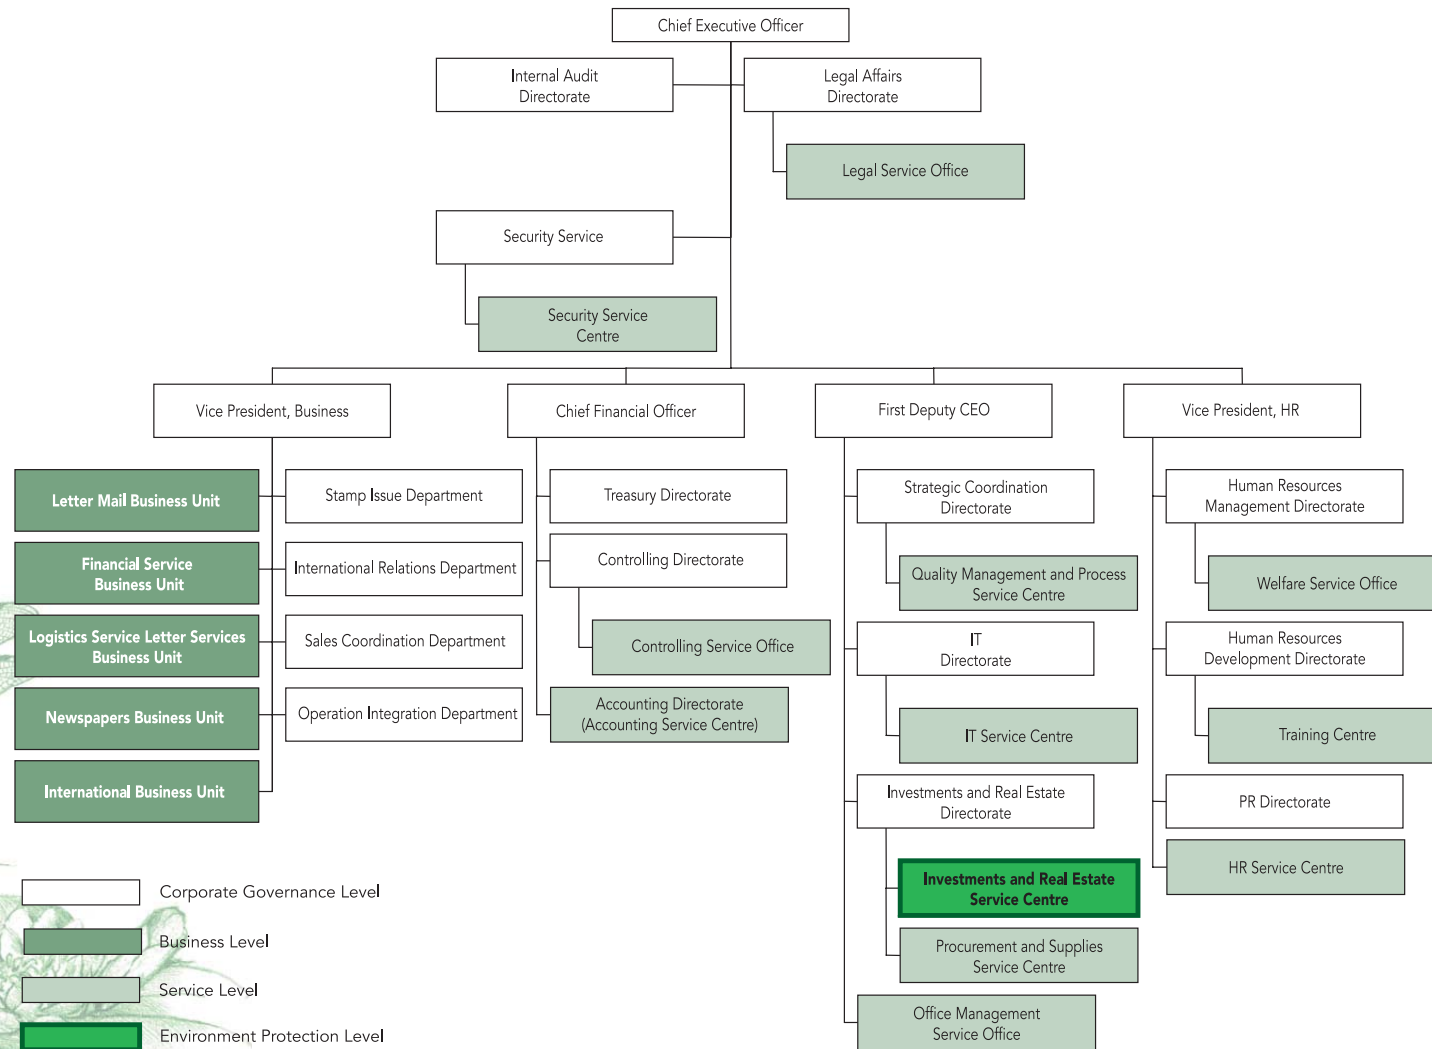 Chief Executive Officer
Internal Audit
Directorate
Legal Affairs
Directorate
Legal Service Office
Security Service
Security Service
Centre
Vice President, Business
Chief Financial Officer
First Deputy CEO
Vice President, HR
Letter Mail Business Unit
Stamp Issue Department
Financial Service
Business Unit
International Relations Department
Logistics Service Letter Services
Business Unit
Sales Coordination Department
Newspapers Business Unit
Operation Integration Department
International Business Unit
Treasury Directorate
Controlling Directorate
Controlling Service Office
Accounting Directorate
(Accounting Service Centre)
Strategic Coordination
Directorate
Quality Management and Process
Service Centre
IT
Directorate
IT Service Centre
Investments and Real Estate
Directorate
Investments and Real Estate
Service Centre
Procurement and Supplies
Service Centre
Office Management
Service Office
Human Resources
Management Directorate
Welfare Service Office
Human Resources
Development Directorate
Training Centre
PR Directorate
HR Service Centre
Corporate Governance Level
Business Level
Service Level
Environment Protection Level